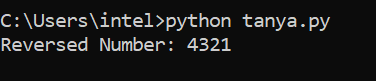 C:\Users\intel>python tanya.py
Reversed Number: 4321